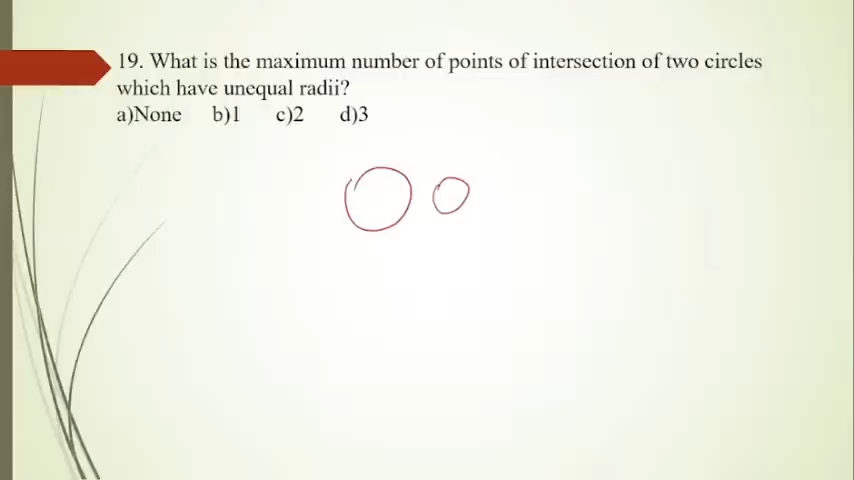 19. What is the maximum number of points of intersection of two circles
which have unequal radii?
a)None b)1 c)2 d)3